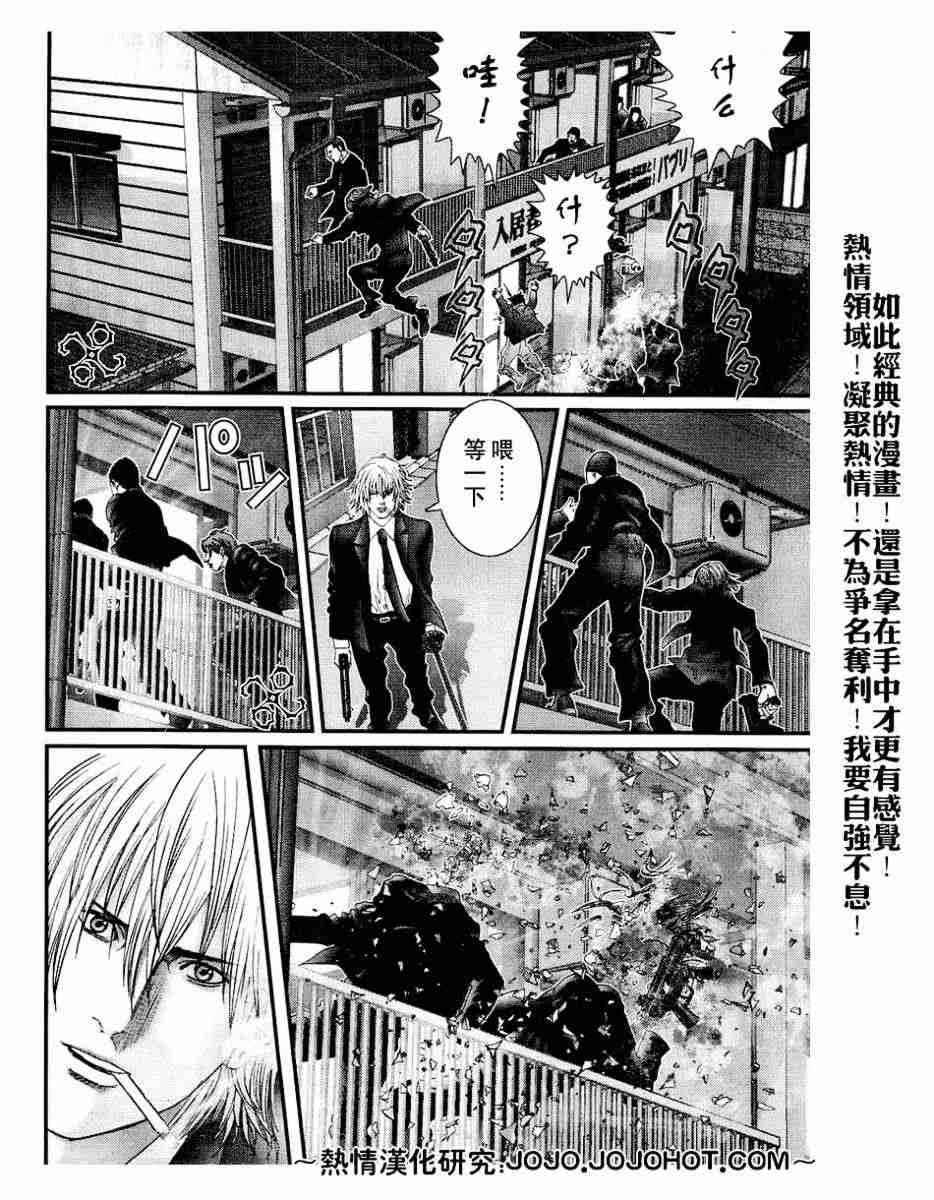 什么
哇！
什？
バブリ
入居者
ダダダダ
ダダダ
喂……
等一下
パパパッ
如此經典的漫畫！還是拿在手中才更有感覺！
熱情領域！凝聚熱情！不為爭名奪利！我要自強不息！
～熱情漢化研究：JOJO.JOJOHOT.COM～